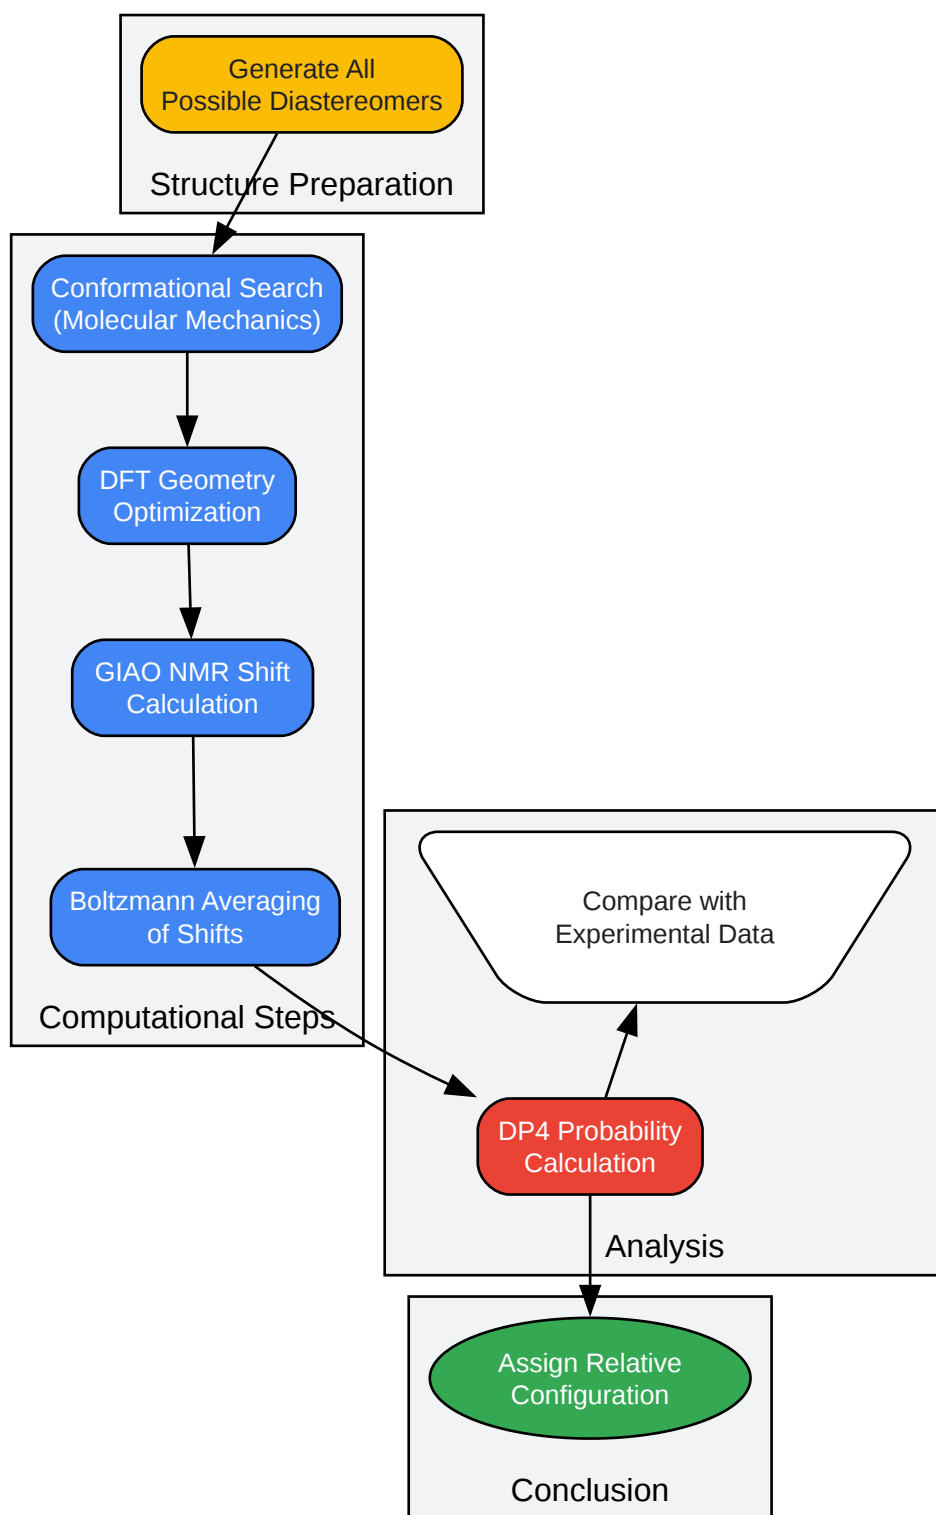 Generate All
Possible Diastereomers
Structure Preparation
Conformational Search
(Molecular Mechanics)
DFT Geometry
Optimization
GIAO NMR Shift
Calculation
Boltzmann Averaging
of Shifts
Computational Steps
Compare with
Experimental Data
DP4 Probability
Calculation
Analysis
Assign Relative
Configuration
Conclusion